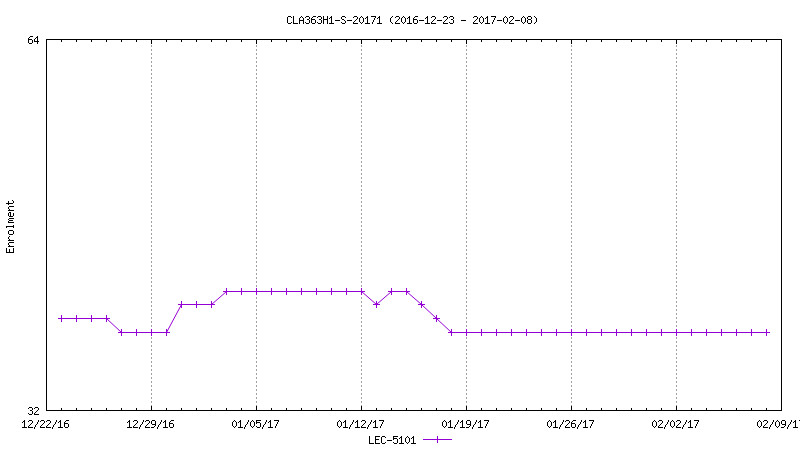 CLA363H1-S-20171 (2016-12-23 - 2017-02-08)
64
Enrolment
32
12/22/16 12/29/16 01/05/17 01/12/17 01/19/17 01/26/17 02/02/17 02/09/1
LEC-5101